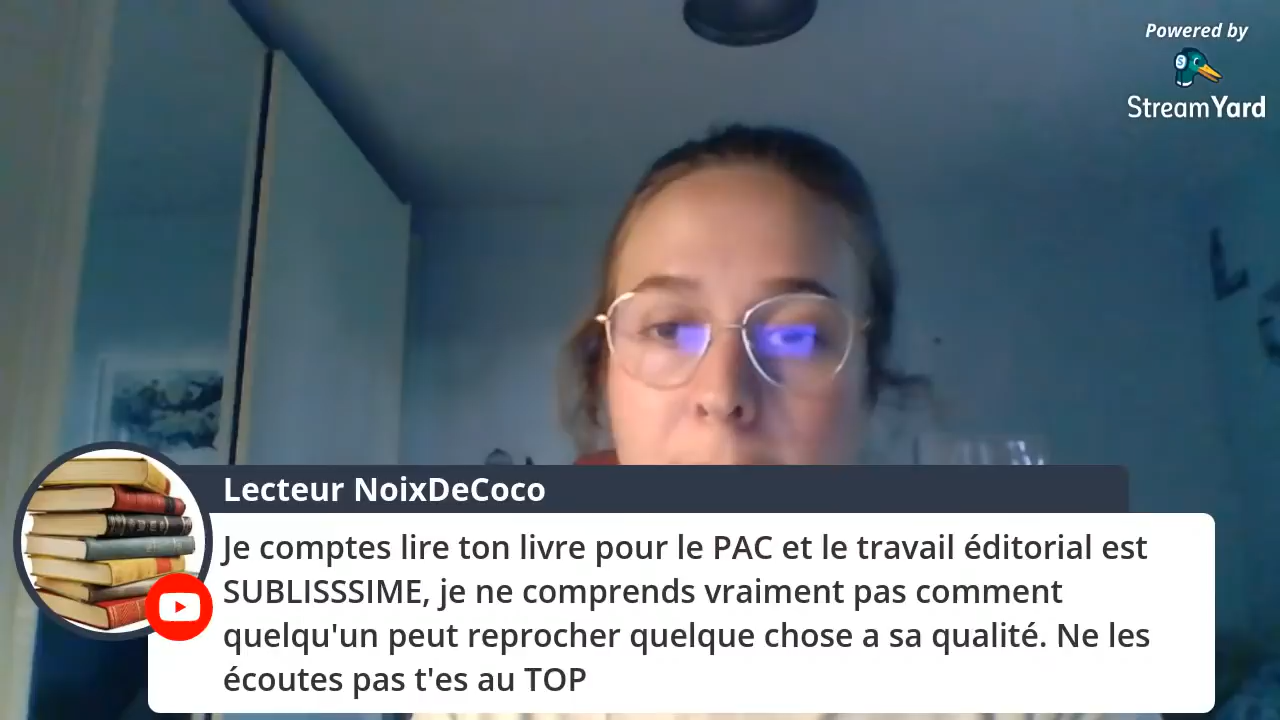 Powered by
StreamYard
Lecteur NoixDeCoco
Je comptes lire ton livre pour le PAC et le travail éditorial est
SUBLISSSIME, je ne comprends vraiment pas comment
quelqu'un peut reprocher quelque chose a sa qualité. Ne les
écoutes pas t'es au TOP